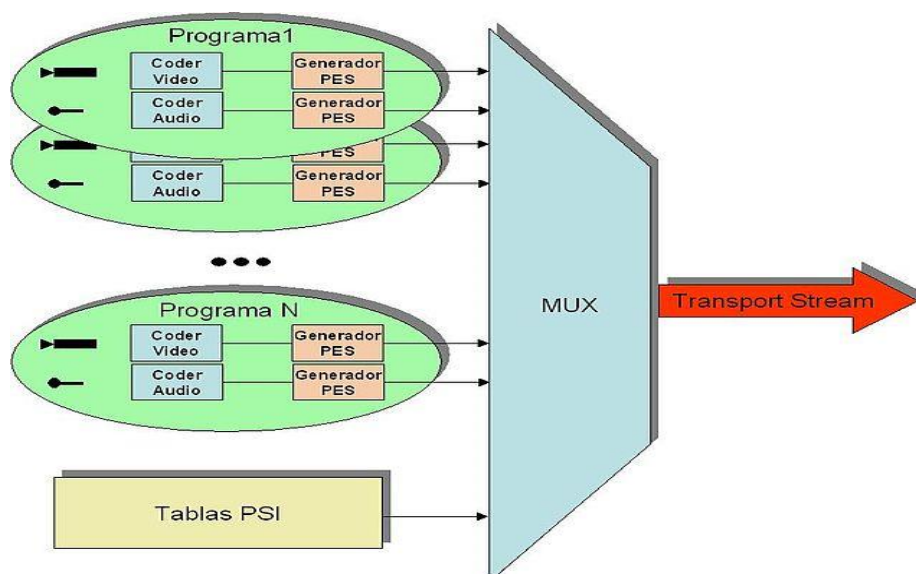 Programa1
Coder
Video
Generador
PES
Coder
Audio
Generador
PES
PES
Coder
Audio
Generador
PES
Programa N
Coder
Video
Generador
PES
Coder
Audio
Generador
PES
Tablas PSI
MUX
Transport Stream